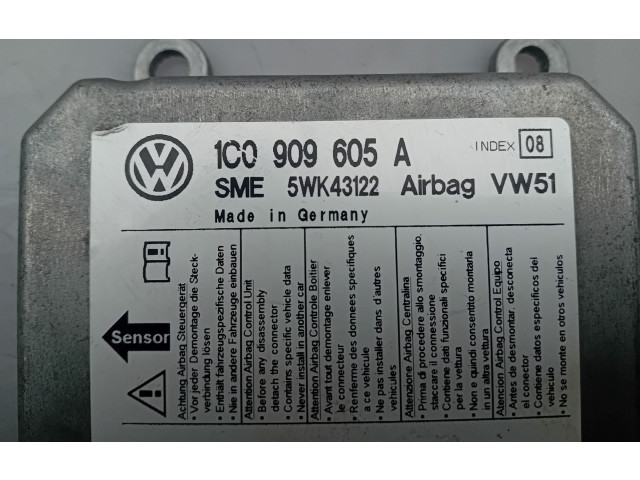 VW
1C0 909 605 A
INDEX 08
SME 5WK43122 Airbag VW51
Made in Germany
Sensor
Achtung Airbag Steuergerät
• Vor jeder Demontage die Steck-
verbindung lösen
• Enthält fahrzeugspezifische Daten
• Nie in andere Fahrzeuge einbauen
Attention Airbag Control Unit
• Before any disassembly
detach the connector
• Contains specific vehicle data
• Never install in another car
Attention Airbag Controle Boitier
• Avant tout demontage enlever
le connecteur
• Renferme des donnees specifiques
a ce vehicule
• Ne pas installer dans d'autres
vehicules
Attenzione Airbag Centralina
• Prima di procedere allo smontaggio,
staccare il connessione
• Contiene dati funzionali specifici
per la vettura
• Non e quindi consentito montarla
in un altra vettura
Atencion Airbag Control Equipo
• Antes de desmontar, desconecta
el conector
• Contiene datos especificos del
vehiculo
• No se monte en otros vehiculos